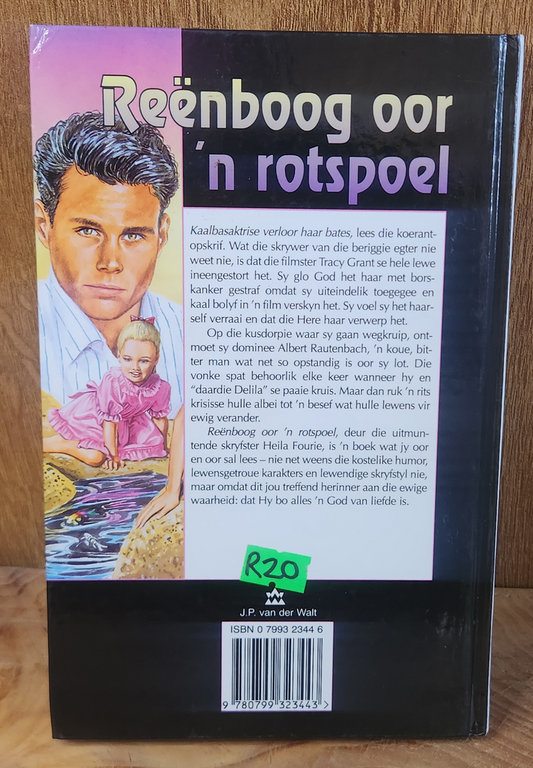 Reënboog oor
'n rotspoel
Kaalbasaktrise verloor haar bates, lees die koerant-
opskrif. Wat die skrywer van die beriggie egter nie
weet nie, is dat die filmster Tracy Grant se hele lewe
ineengestort het. Sy glo God het haar met bors-
kanker gestraf omdat sy uiteindelik toegegee en
kaal bolyf in 'n film verskyn het. Sy voel sy het haar-
self verraai en dat die Here haar verwerp het.
Op die kusdorpie waar sy gaan wegkruip, ont-
moet sy dominee Albert Rautenbach, 'n koue, bit-
ter man wat net so opstandig is oor sy lot. Die
vonke spat behoorlik elke keer wanneer hy en
"daardie Delila" se paaie kruis. Maar dan ruk 'n rits
krisisse hulle albei tot 'n besef wat hulle lewens vir
ewig verander.
Reënboog oor 'n rotspoel, deur die uitmun-
tende skryfster Heila Fourie, is 'n boek wat jy oor
en oor sal lees – nie net weens die kostelike humor,
lewensgetroue karakters en lewendige skryfstyl nie,
maar omdat dit jou treffend herinner aan die ewige
waarheid: dat Hy bo alles 'n God van liefde is.
R20
J.P. van der Walt
ISBN 0 7993 2344 6
9 780799 323443 >